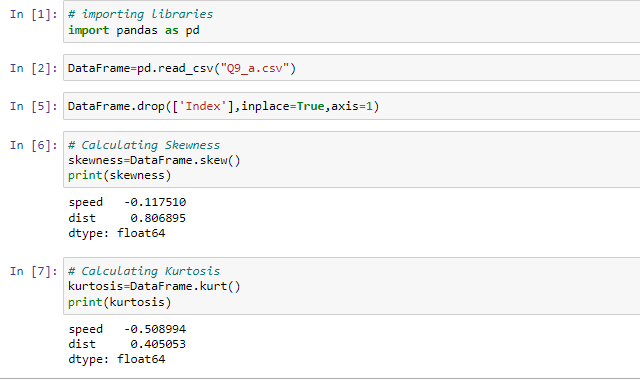 In [1]: # importing libraries
import pandas as pd
In [2]: DataFrame=pd.read_csv("Q9_a.csv")
In [5]: DataFrame.drop(['Index'],inplace=True,axis=1)
In [6]: # Calculating Skewness
skewness=DataFrame.skew()
print(skewness)
speed   -0.117510
dist     0.806895
dtype: float64
In [7]: # Calculating Kurtosis
kurtosis=DataFrame.kurt()
print(kurtosis)
speed   -0.508994
dist     0.405053
dtype: float64